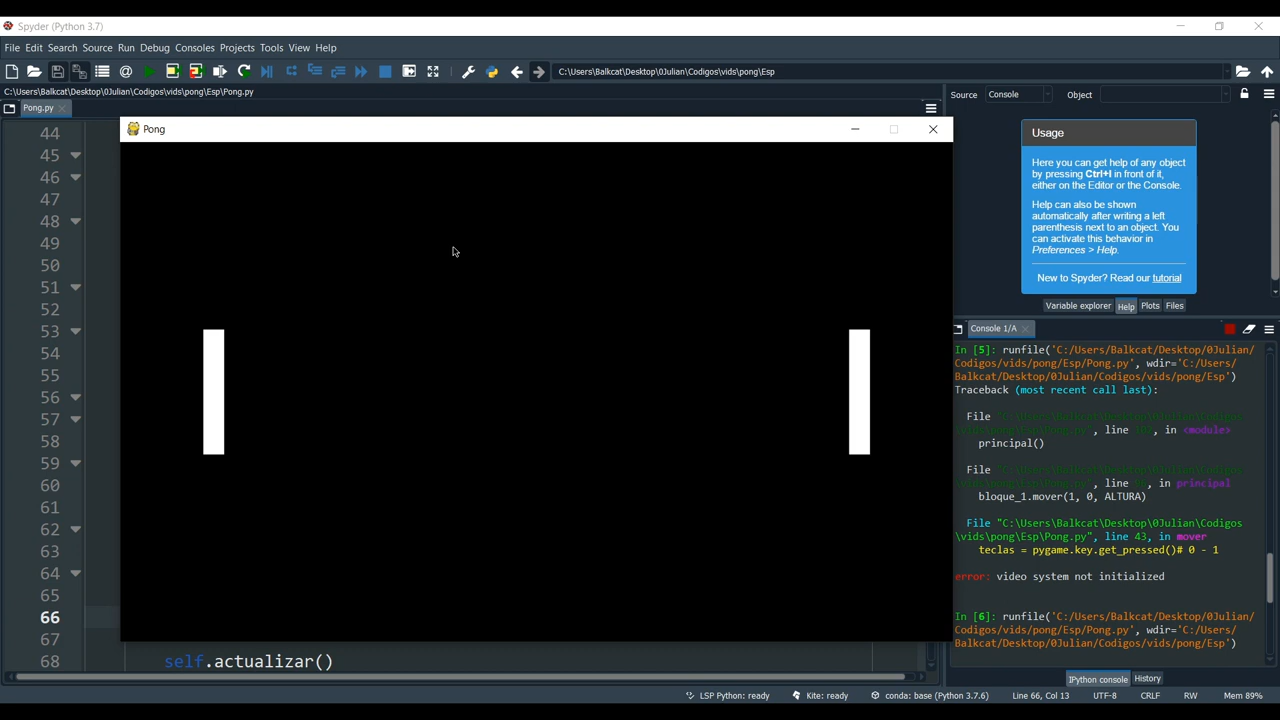 Spyder (Python 3.7)
File Edit Search Source Run Debug Consoles Projects Tools View Help
C:\Users\Balkcat\Desktop\0Julian\Codigos\vids\pong\Esp
C:\Users\Balkcat\Desktop\0Julian\Codigos\vids\pong\Esp\Pong.py
Source Console Object
Pong.py
Pong
44
45
46
47
48
49
50
51
52
53
54
55
56
57
58
59
60
61
62
63
64
65
66
67
68 self.actualizar()
Usage
Here you can get help of any object
by pressing Ctrl+I in front of it,
either on the Editor or the Console.
Help can also be shown
automatically after writing a left
parenthesis next to an object. You
can activate this behavior in
Preferences > Help.
New to Spyder? Read our tutorial
Variable explorer Help Plots Files
Console 1/A
In [5]: runfile('C:/Users/Balkcat/Desktop/0Julian/
Codigos/vids/pong/Esp/Pong.py', wdir='C:/Users/
Balkcat/Desktop/0Julian/Codigos/vids/pong/Esp')
Traceback (most recent call last):
File
, line , in <module>
principal()
File
, line , in principal
bloque_1.mover(1, 0, ALTURA)
File "C:\Users\Balkcat\Desktop\0Julian\Codigos
\vids\pong\Esp\Pong.py", line 43, in mover
teclas = pygame.key.get_pressed()# 0 - 1
error: video system not initialized
In [6]: runfile('C:/Users/Balkcat/Desktop/0Julian/
Codigos/vids/pong/Esp/Pong.py', wdir='C:/Users/
Balkcat/Desktop/0Julian/Codigos/vids/pong/Esp')
IPython console History
LSP Python: ready Kite: ready conda: base (Python 3.7.6) Line 66, Col 13 UTF-8 CRLF RW Mem 89%